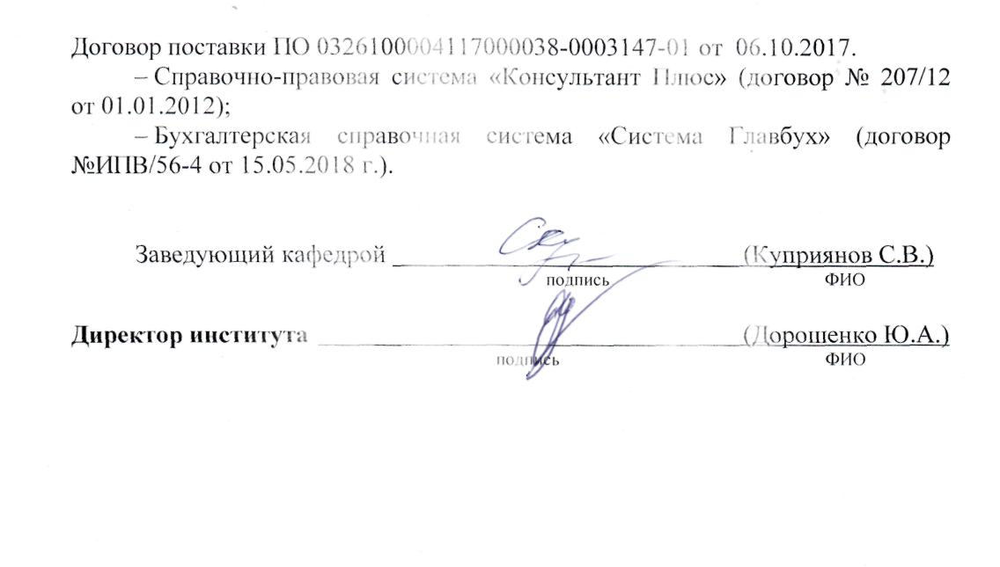 Договор поставки ПО 0326100004117000038-0003147-01 от 06.10.2017.
– Справочно-правовая система «Консультант Плюс» (договор № 207/12
от 01.01.2012);
– Бухгалтерская справочная система «Система Главбух» (договор
№ИПВ/56-4 от 15.05.2018 г.).
Заведующий кафедрой ____________________________ (Куприянов С.В.)
подпись ФИО
Директор института ____________________________ (Дорошенко Ю.А.)
подпись ФИО